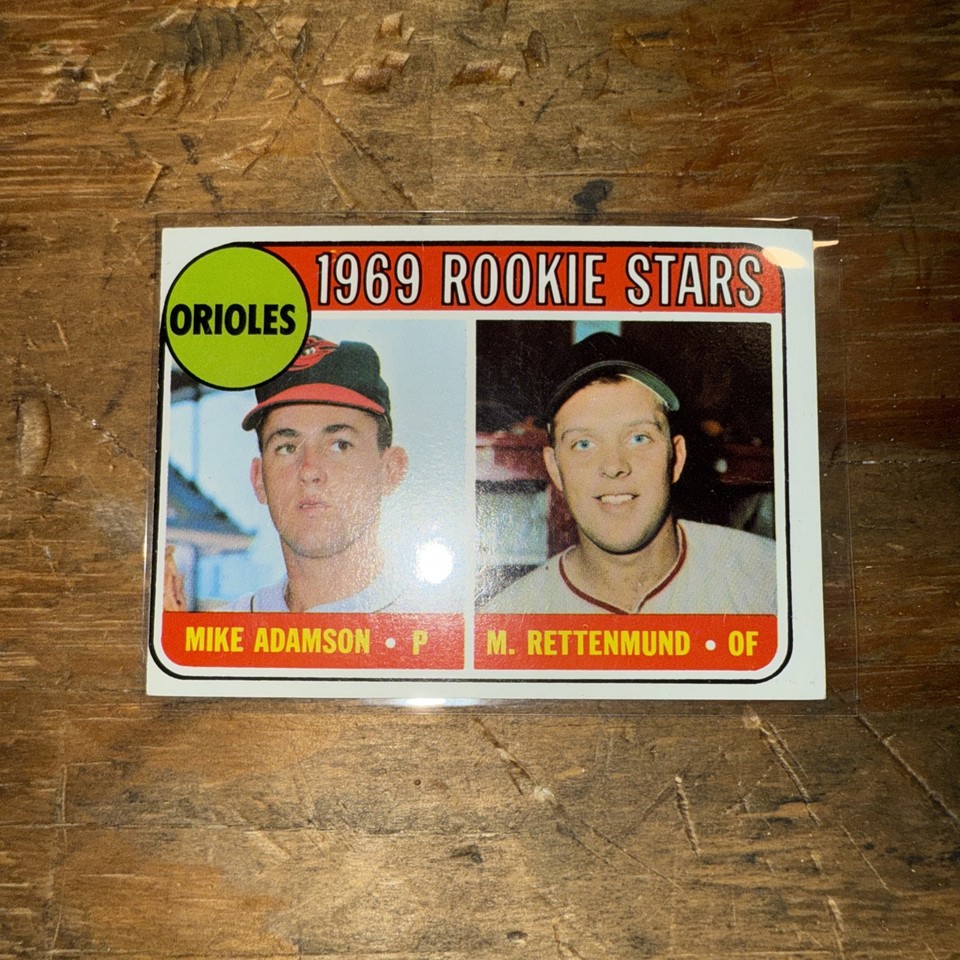 1969 ROOKIE STARS
ORIOLES
MIKE ADAMSON • P
M. RETTENMUND • OF